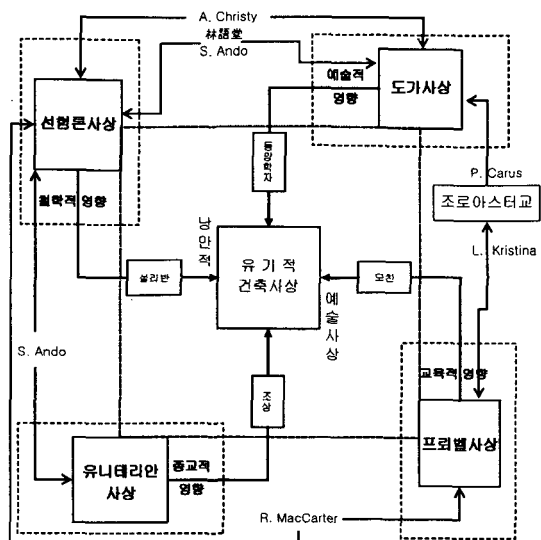 A. Christy
林語堂
S. Ando
예술적
영향
도가사상
선험론사상
동양학자
철학적 영향
P. Carus
조로아스터교
L. Kristina
낭만적
유기적
건축사상
예술사상
설리반
모친
S. Ando
조상
교육적 영향
프뢰벨사상
유니테리안
사상
종교적
영향
R. MacCarter